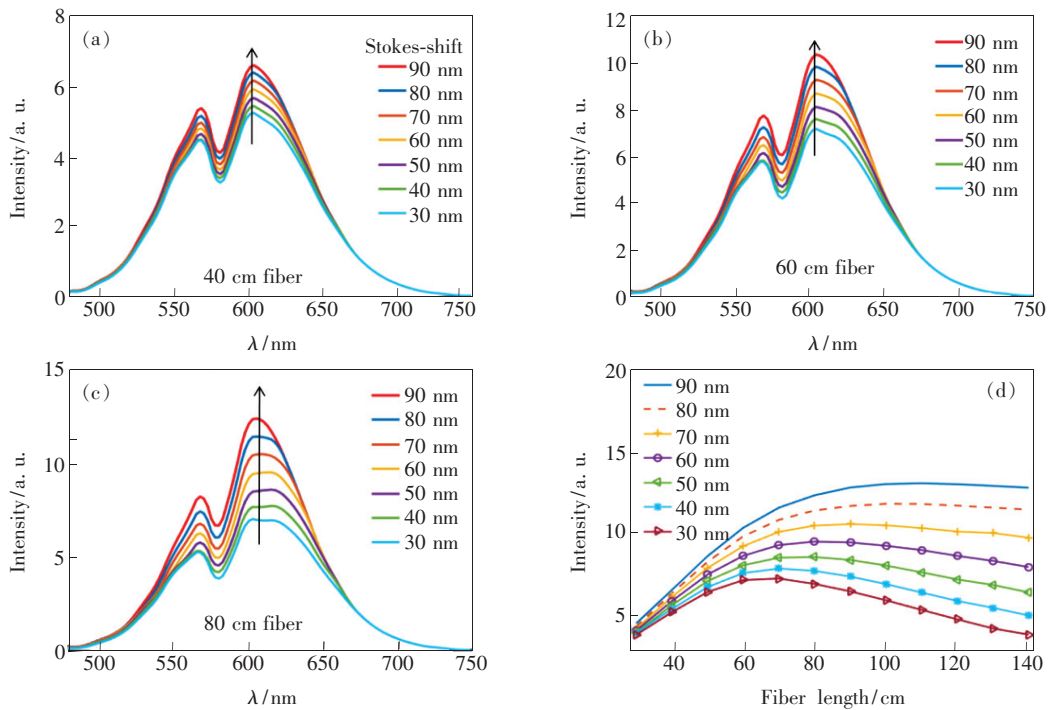 (a)
Stokes-shift
90 nm
80 nm
70 nm
60 nm
50 nm
40 nm
30 nm
40 cm fiber
Intensity/a. u.
8
6
4
2
0
500
550
600
650
700
750
λ/nm
(b)
90 nm
80 nm
70 nm
60 nm
50 nm
40 nm
30 nm
60 cm fiber
Intensity/a. u.
12
10
8
6
4
2
0
500
550
600
650
700
750
λ/nm
(c)
90 nm
80 nm
70 nm
60 nm
50 nm
40 nm
30 nm
80 cm fiber
Intensity/a. u.
15
10
5
0
500
550
600
650
700
750
λ/nm
(d)
90 nm
80 nm
70 nm
60 nm
50 nm
40 nm
30 nm
Intensity/a. u.
20
15
10
5
40
60
80
100
120
140
Fiber length/cm